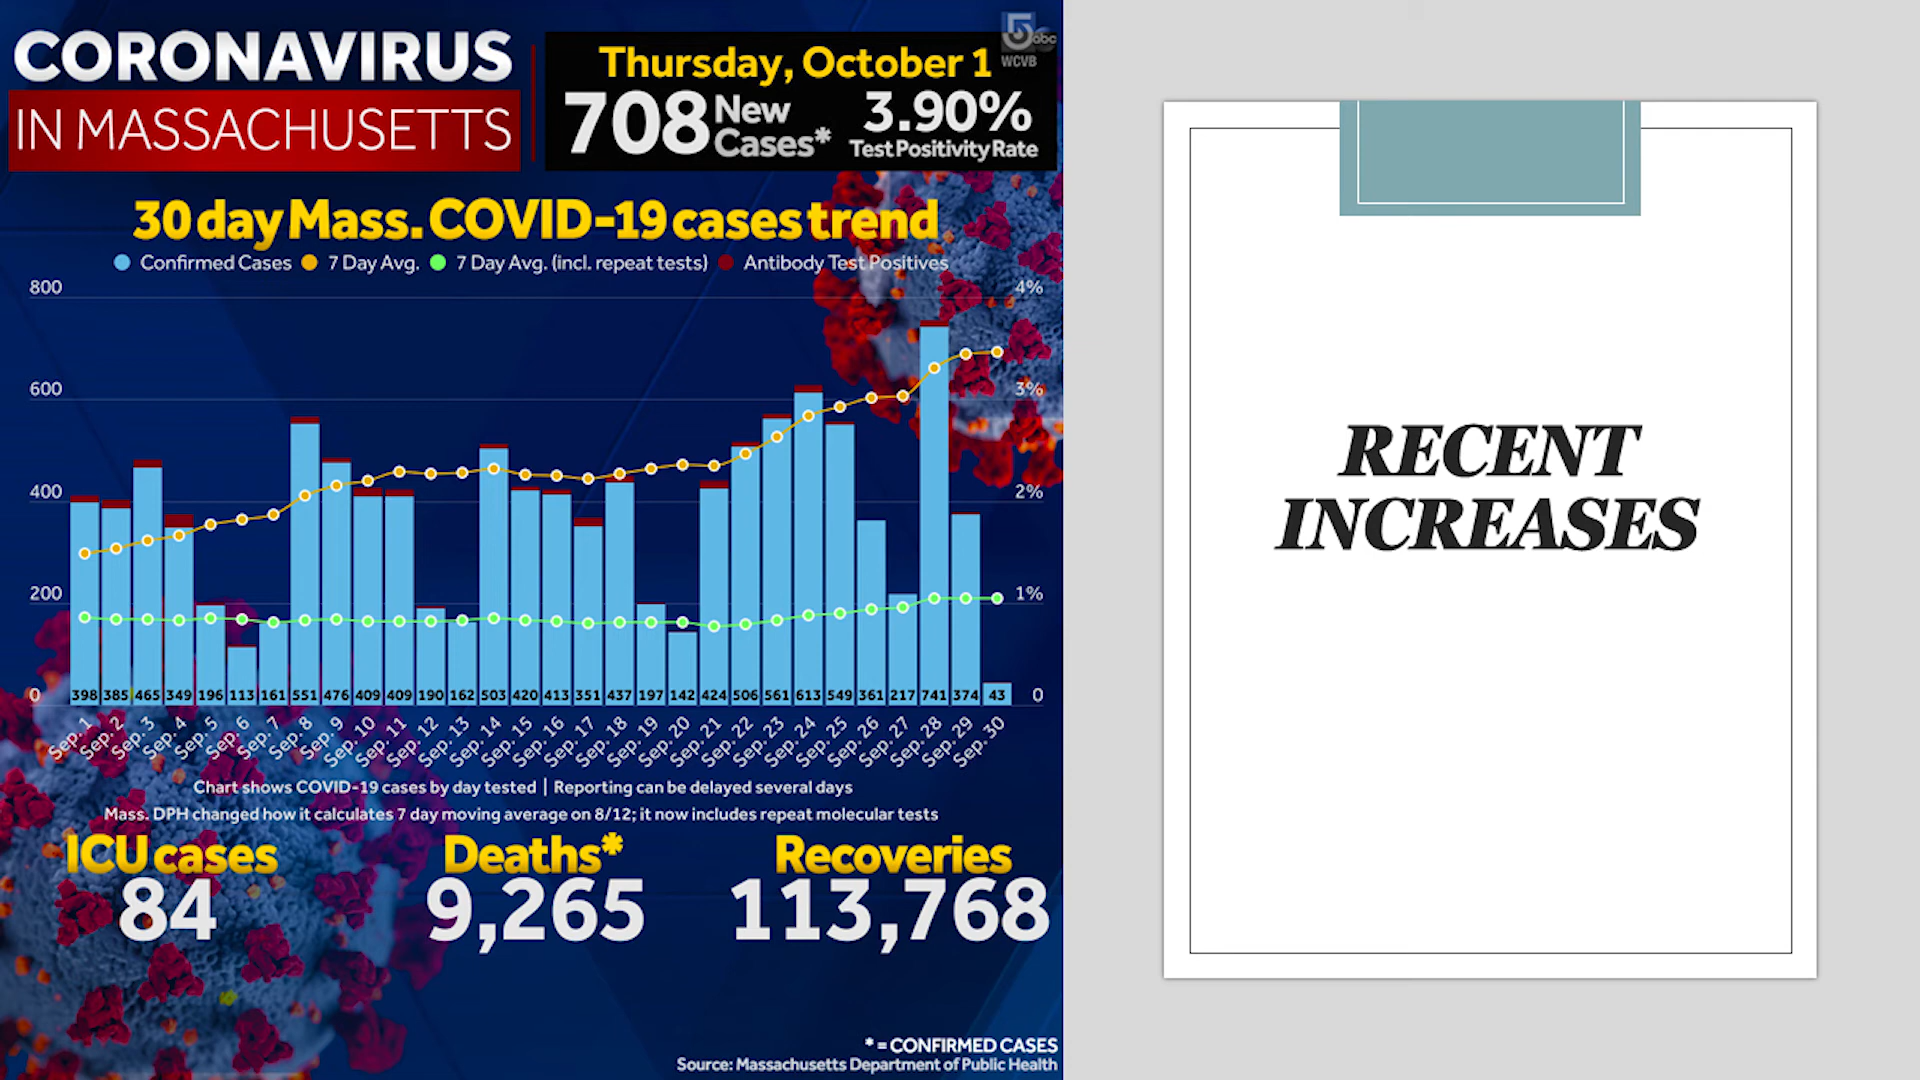 CORONAVIRUS
IN MASSACHUSETTS
Thursday, October 1
5 abc
WCVB
708 New Cases*
3.90%
Test Positivity Rate
30 day Mass. COVID-19 cases trend
Confirmed Cases 7 Day Avg. 7 Day Avg. (incl. repeat tests) Antibody Test Positives
800 4%
600 3%
400 2%
200 1%
0 398 385 465 349 196 113 161 551 476 409 409 190 162 503 420 413 351 437 197 142 424 506 561 613 549 361 217 741 374 43 0
Sep. 1 Sep. 2 Sep. 3 Sep. 4 Sep. 5 Sep. 6 Sep. 7 Sep. 8 Sep. 9 Sep. 10 Sep. 11 Sep. 12 Sep. 13 Sep. 14 Sep. 15 Sep. 16 Sep. 17 Sep. 18 Sep. 19 Sep. 20 Sep. 21 Sep. 22 Sep. 23 Sep. 24 Sep. 25 Sep. 26 Sep. 27 Sep. 28 Sep. 29 Sep. 30
Chart shows COVID-19 cases by day tested | Reporting can be delayed several days
Mass. DPH changed how it calculates 7 day moving average on 8/12; it now includes repeat molecular tests
ICU cases Deaths* Recoveries
84 9,265 113,768
* = CONFIRMED CASES
Source: Massachusetts Department of Public Health
RECENT
INCREASES